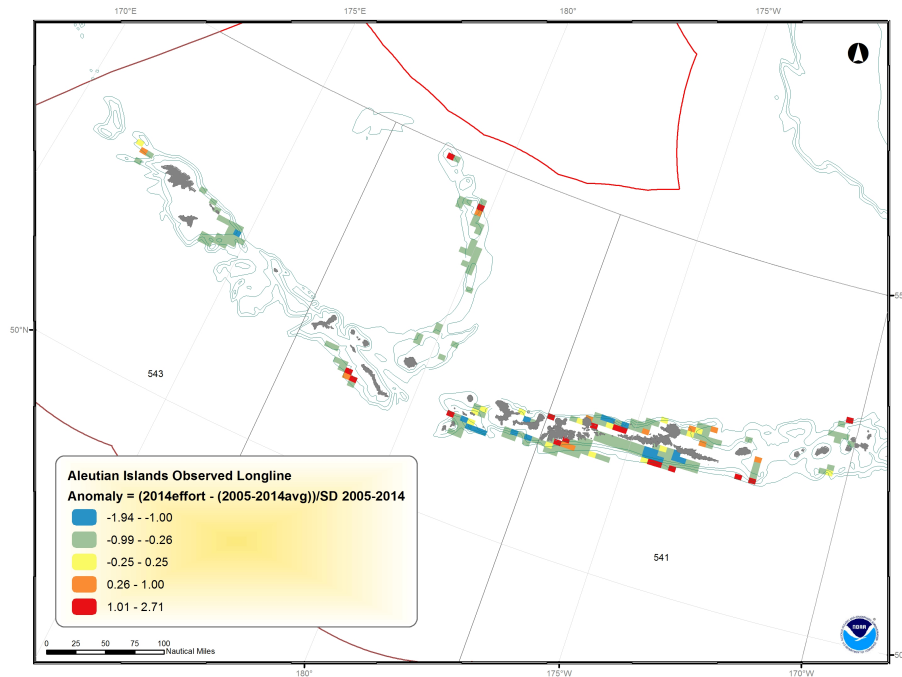 170°E 175°E 180° 175°W
55
50°N
543
Aleutian Islands Observed Longline
Anomaly = (2014effort - (2005-2014avg))/SD 2005-2014
-1.94 - -1.00
-0.99 - -0.26
-0.25 - 0.25
0.26 - 1.00
1.01 - 2.71
541
NOAA
0 25 50 75 100
Nautical Miles
50
180° 175°W 170°W